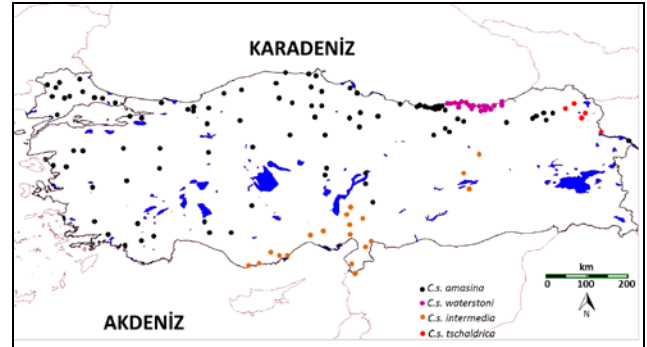 KARADENİZ
C.s. amasina
C.s. waterstoni
C.s. intermedia
C.s. tschaldrica
km
0 100 200
N
AKDENİZ